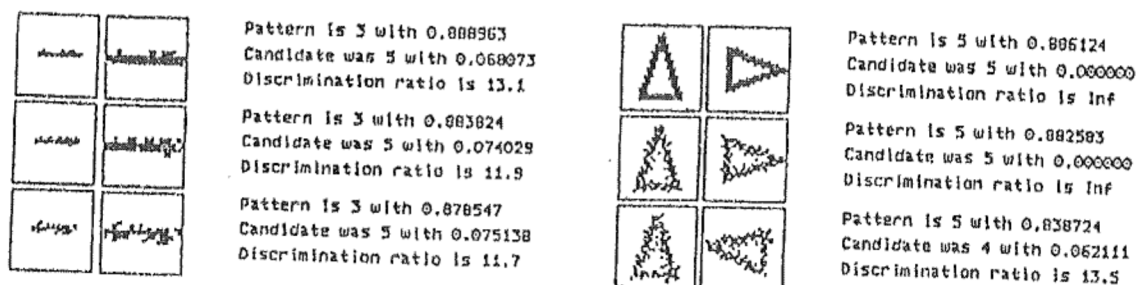 Pattern is 3 with 0.888963
Candidate was 5 with 0.068073
Discrimination ratio is 13.1
Pattern is 3 with 0.883824
Candidate was 5 with 0.074029
Discrimination ratio is 11.9
Pattern is 3 with 0.878547
Candidate was 5 with 0.075138
Discrimination ratio is 11.7
Pattern is 5 with 0.886124
Candidate was 5 with 0.000000
Discrimination ratio is Inf
Pattern is 5 with 0.882583
Candidate was 5 with 0.000000
Discrimination ratio is Inf
Pattern is 5 with 0.838724
Candidate was 4 with 0.062111
Discrimination ratio is 13.5